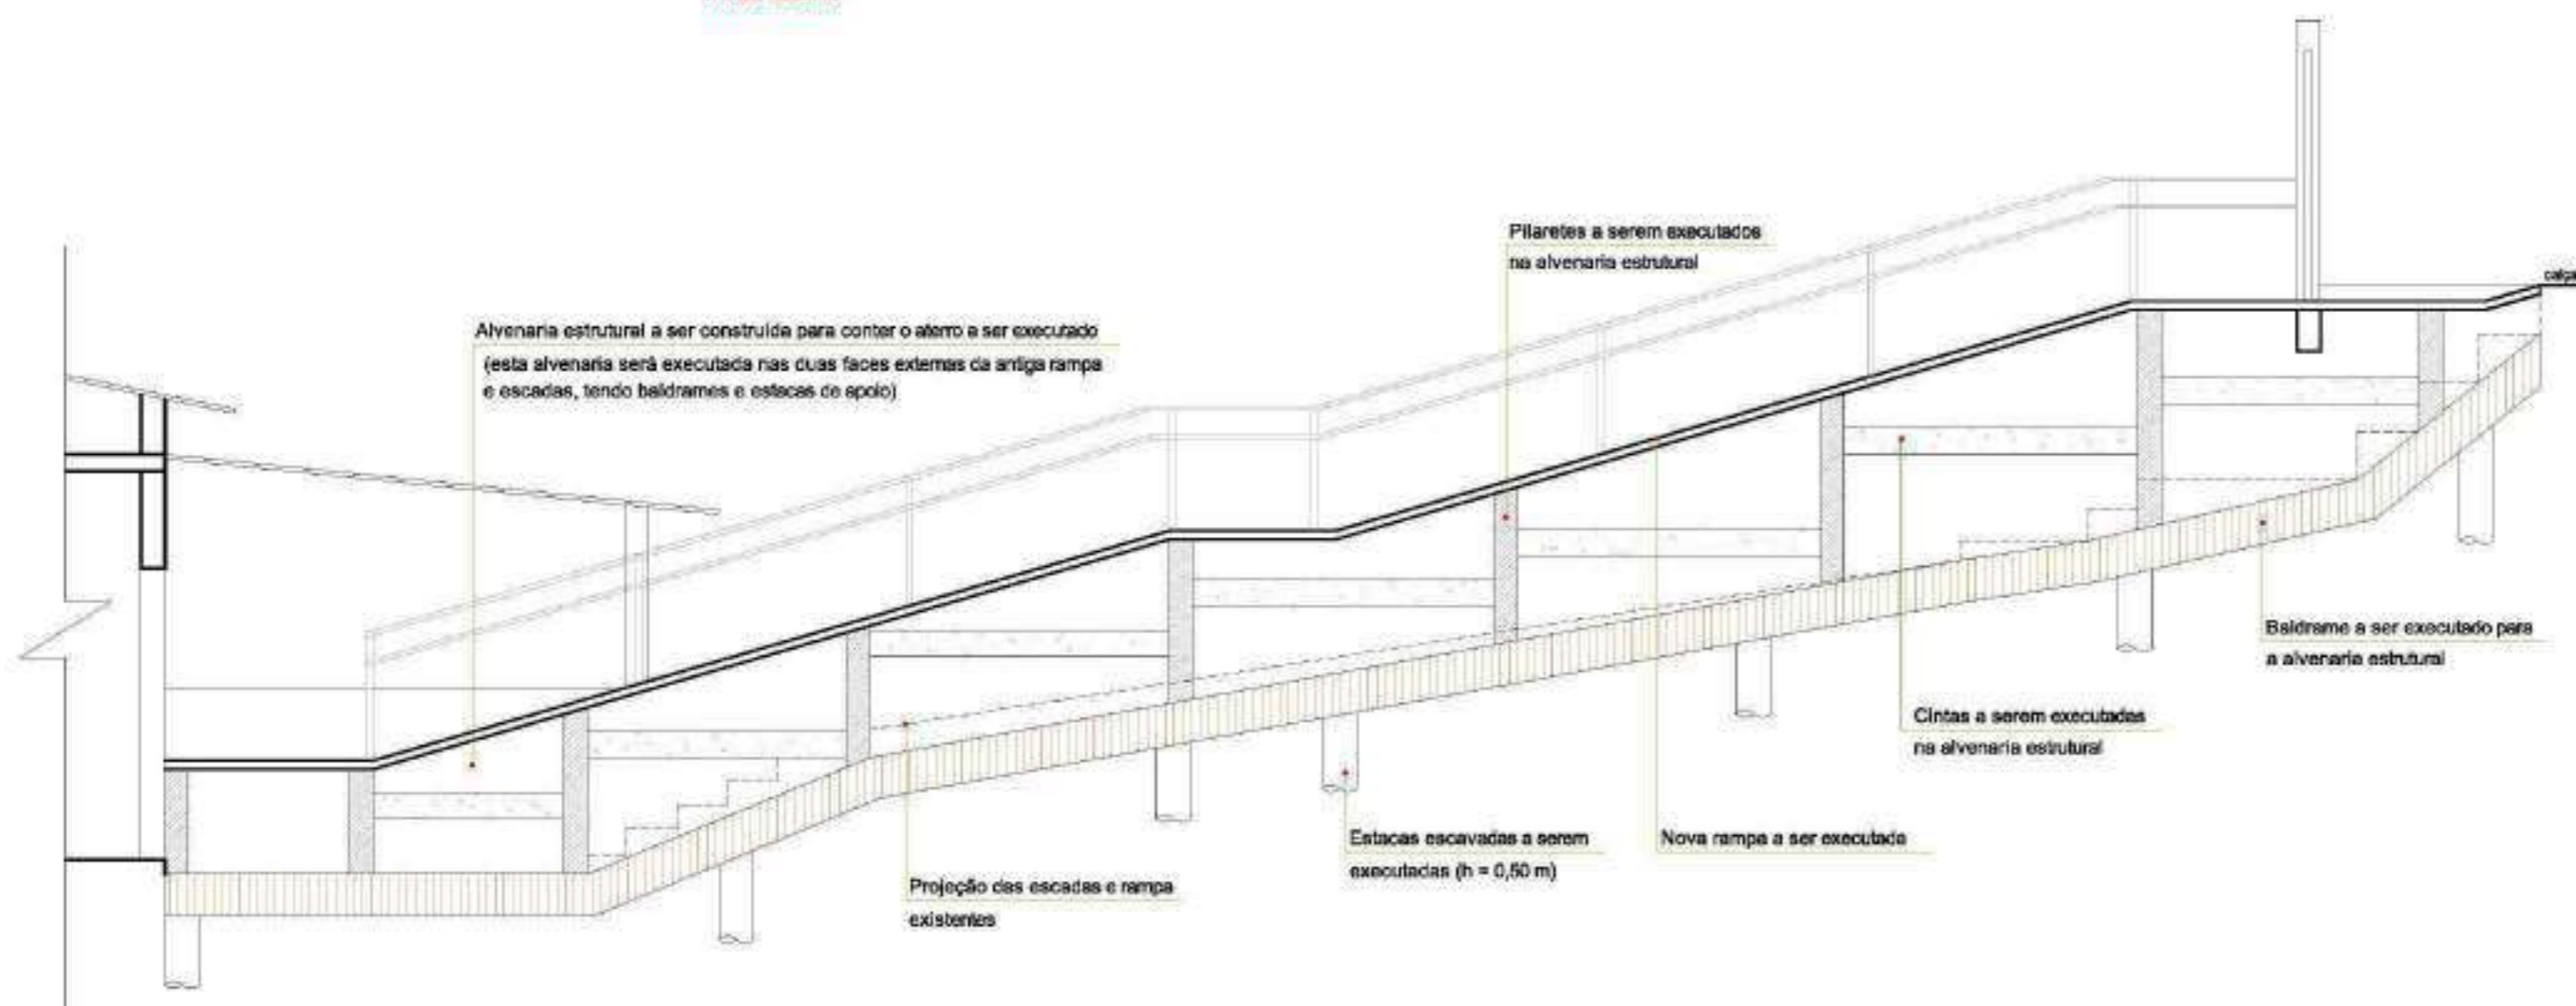 Pilaretes a serem executados
na alvenaria estrutural
Alvenaria estrutural a ser construída para conter o aterro a ser executado
(esta alvenaria será executada nas duas faces externas da antiga rampa
e escadas, tendo baldrames e estacas de apoio)
Baldrame a ser executado para
a alvenaria estrutural
Cintas a serem executadas
na alvenaria estrutural
Estacas escavadas a serem
executadas (h = 0,50 m)
Nova rampa a ser executada
Projeção das escadas e rampa
existentes